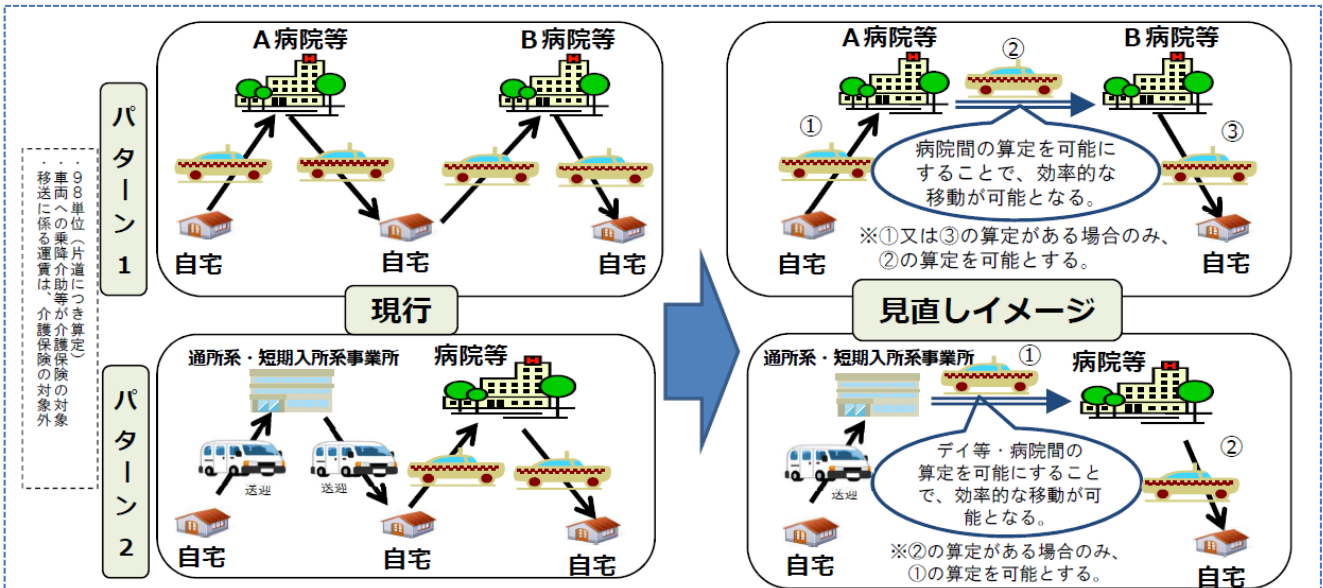 ・98単位（片道につき算定）
・車両への乗降介助等が介護保険の対象
・移送に係る運賃は、介護保険の対象外
パターン1
A病院等
B病院等
自宅
自宅
自宅
現行
パターン2
通所系・短期入所系事業所
病院等
送迎
送迎
自宅
自宅
自宅
A病院等
②
B病院等
①
③
病院間の算定を可能に
することで、効率的な
移動が可能となる。
自宅
自宅
※①又は③の算定がある場合のみ、
②の算定を可能とする。
見直しイメージ
通所系・短期入所系事業所
①
病院等
送迎
デイ等・病院間の
算定を可能にすること
で、効率的な移動が可
能となる。
②
自宅
自宅
※②の算定がある場合のみ、
①の算定を可能とする。